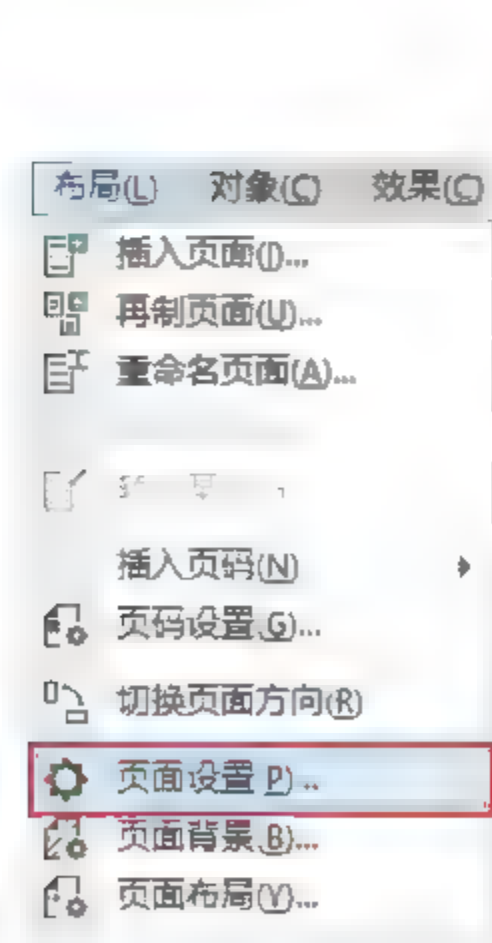 布局(L) 对象(C) 效果(C)
插入页面(I)...
再制页面(U)...
重命名页面(A)...
插入页码(N)
页码设置(G)...
切换页面方向(R)
页面设置(P)...
页面背景(B)...
页面布局(Y)...